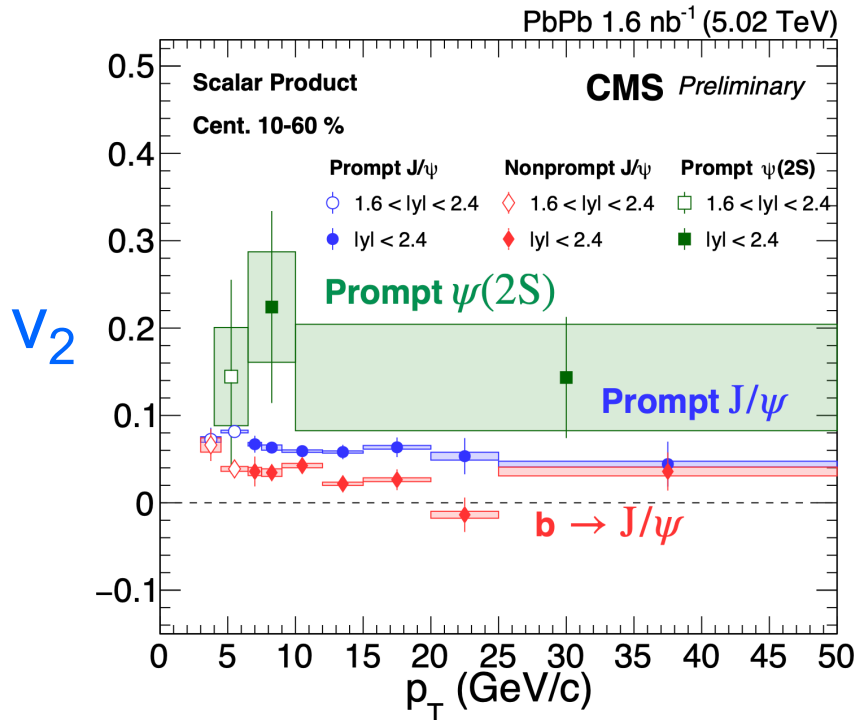 PbPb 1.6 nb⁻¹ (5.02 TeV)
Scalar Product
CMS Preliminary
Cent. 10-60 %
Prompt J/ψ Nonprompt J/ψ Prompt ψ(2S)
1.6 < |y| < 2.4 1.6 < |y| < 2.4 1.6 < |y| < 2.4
|y| < 2.4 |y| < 2.4 |y| < 2.4
Prompt ψ(2S)
Prompt J/ψ
b → J/ψ
v₂
0.5
0.4
0.3
0.2
0.1
0
−0.1
0 5 10 15 20 25 30 35 40 45 50
p_T (GeV/c)